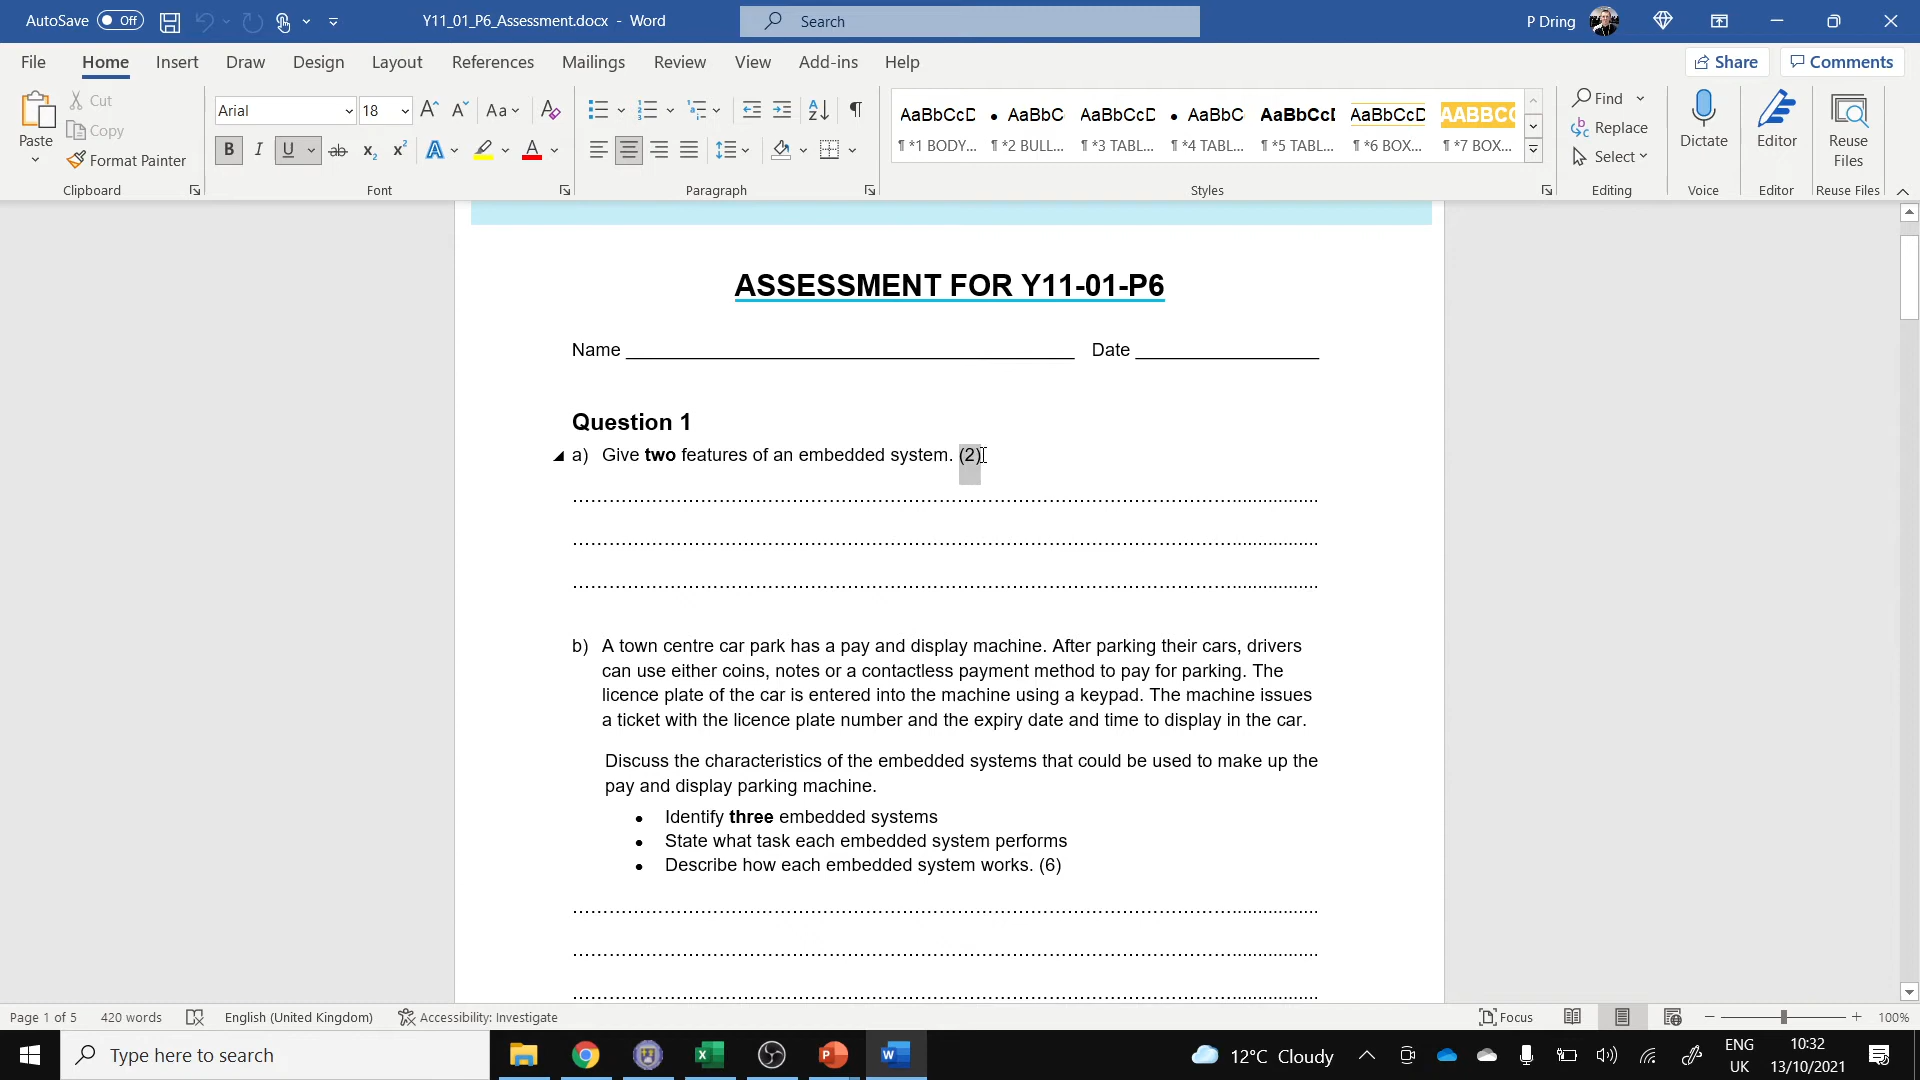 AutoSave Off Y11_01_P6_Assessment.docx - Word Search P Dring
File Home Insert Draw Design Layout References Mailings Review View Add-ins Help Share Comments
Paste Cut Copy Format Painter Clipboard
Arial 18 Aa Font
Paragraph
AaBbCcD AaBbC AaBbCcD AaBbC AaBbCcD AaBbCcD AABBCC
¶ *1 BODY... ¶ *2 BULL... ¶ *3 TABL... ¶ *4 TABL... ¶ *5 TABL... ¶ *6 BOX... ¶ *7 BOX...
Styles
Find Replace Select Editing
Dictate Voice
Editor Editor
Reuse Files Reuse Files
ASSESSMENT FOR Y11-01-P6
Name ____________________ Date ____________________
Question 1
a) Give two features of an embedded system. (2)
b) A town centre car park has a pay and display machine. After parking their cars, drivers
can use either coins, notes or a contactless payment method to pay for parking. The
licence plate of the car is entered into the machine using a keypad. The machine issues
a ticket with the licence plate number and the expiry date and time to display in the car.
Discuss the characteristics of the embedded systems that could be used to make up the
pay and display parking machine.
• Identify three embedded systems
• State what task each embedded system performs
• Describe how each embedded system works. (6)
Page 1 of 5 420 words English (United Kingdom) Accessibility: Investigate Focus 100%
Type here to search 12°C Cloudy ENG UK 10:32 13/10/2021